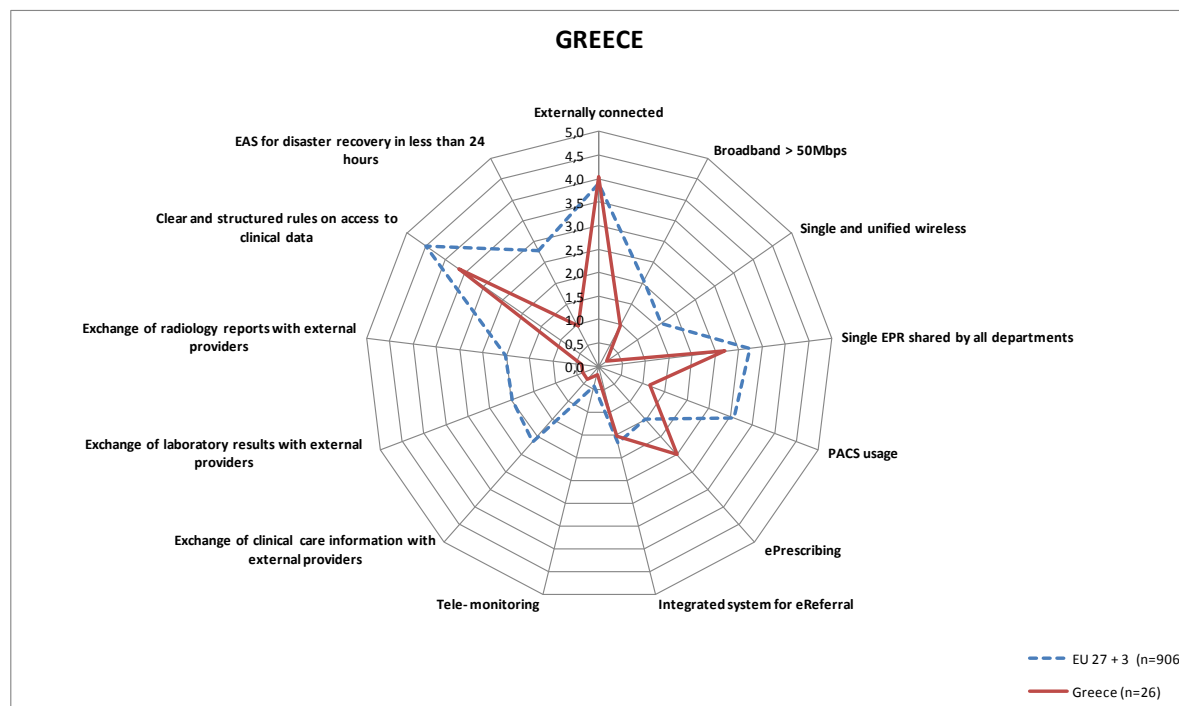 GREECE
Externally connected
Broadband > 50Mbps
Single and unified wireless
Single EPR shared by all departments
PACS usage
ePrescribing
Integrated system for eReferral
Tele- monitoring
Exchange of clinical care information with
external providers
Exchange of laboratory results with external
providers
Exchange of radiology reports with external
providers
Clear and structured rules on access to
clinical data
EAS for disaster recovery in less than 24
hours
5,0
4,5
4,0
3,5
3,0
2,5
2,0
1,5
1,0
0,5
0,0
EU 27 + 3 (n=906
Greece (n=26)